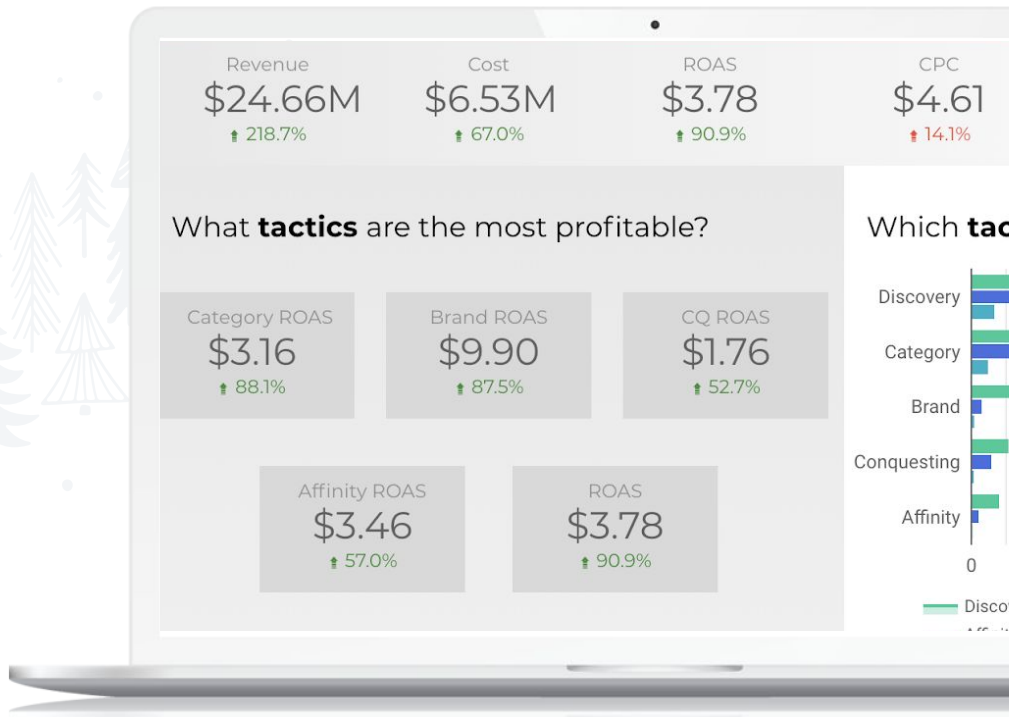 Revenue
$24.66M
218.7%
Cost
$6.53M
67.0%
ROAS
$3.78
90.9%
CPC
$4.61
14.1%
What tactics are the most profitable?
Category ROAS
$3.16
88.1%
Brand ROAS
$9.90
87.5%
CQ ROAS
$1.76
52.7%
Affinity ROAS
$3.46
57.0%
ROAS
$3.78
90.9%
Which tac
Discovery
Category
Brand
Conquesting
Affinity
0
Disco